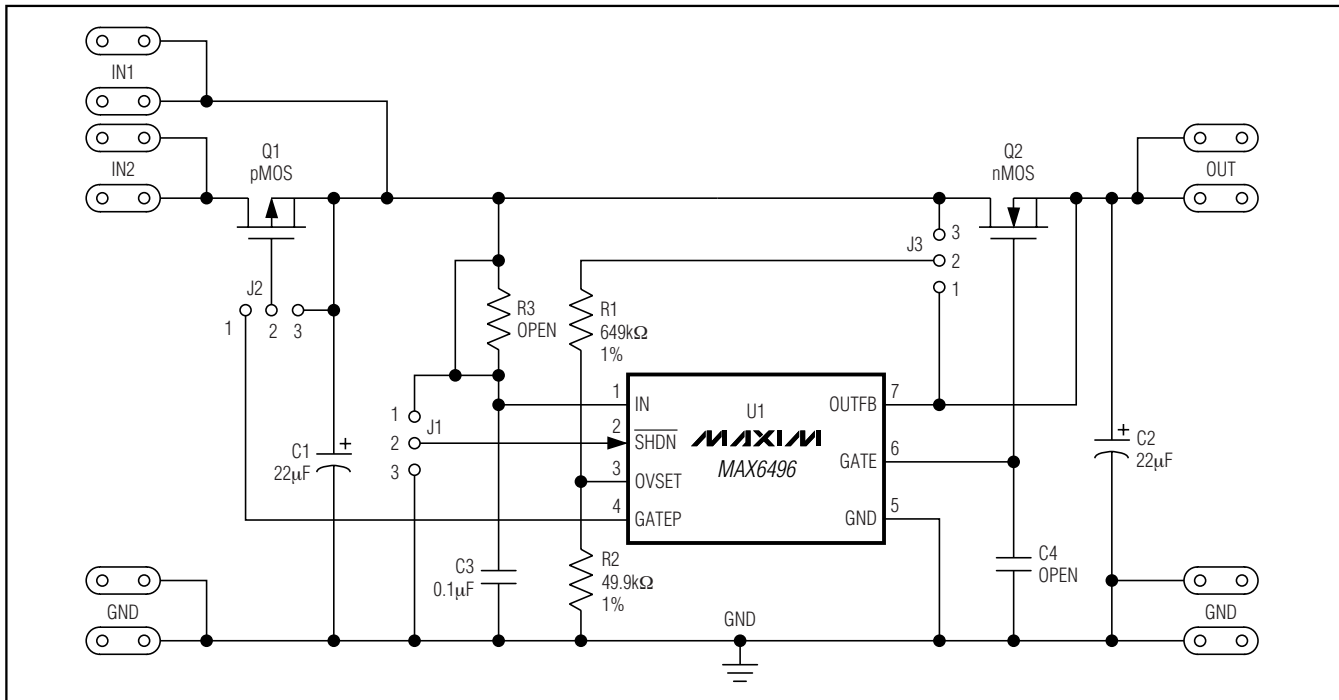 IN1
IN2
Q1
pMOS
Q2
nMOS
OUT
J2
1
2
3
J3
3
2
1
R3
OPEN
R1
649kΩ
1%
C1
+
22µF
1
2
3
J1
1
IN
2
SHDN
3
OVSET
4
GATEP
U1
MAXIM
MAX6496
OUTFB
7
GATE
6
GND
5
C2
+
22µF
C3
0.1µF
R2
49.9kΩ
1%
C4
OPEN
GND
GND
GND